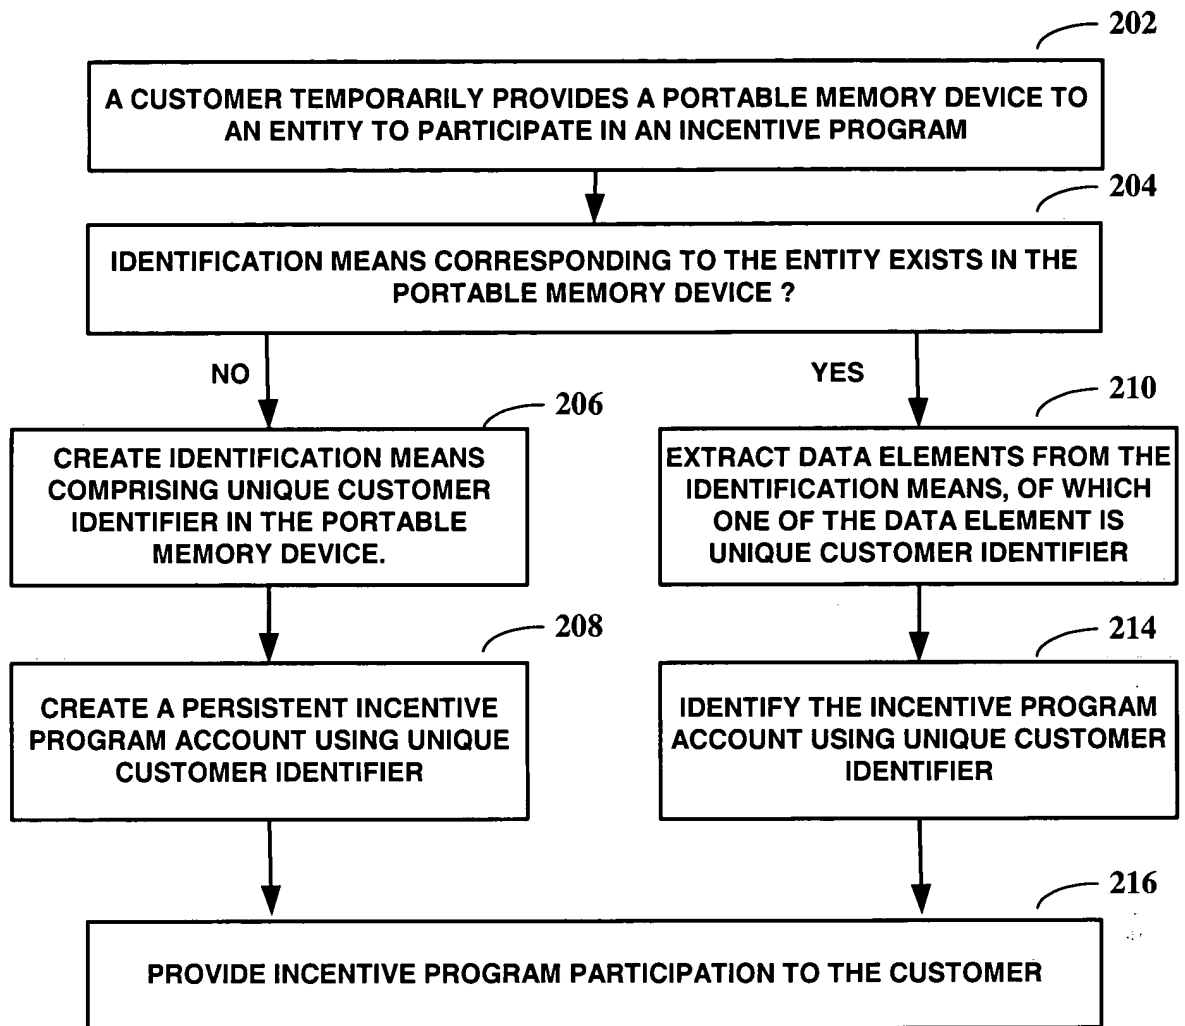 202
A CUSTOMER TEMPORARILY PROVIDES A PORTABLE MEMORY DEVICE TO
AN ENTITY TO PARTICIPATE IN AN INCENTIVE PROGRAM
204
IDENTIFICATION MEANS CORRESPONDING TO THE ENTITY EXISTS IN THE
PORTABLE MEMORY DEVICE ?
NO
YES
206
CREATE IDENTIFICATION MEANS
COMPRISING UNIQUE CUSTOMER
IDENTIFIER IN THE PORTABLE
MEMORY DEVICE.
210
EXTRACT DATA ELEMENTS FROM THE
IDENTIFICATION MEANS, OF WHICH
ONE OF THE DATA ELEMENT IS
UNIQUE CUSTOMER IDENTIFIER
208
CREATE A PERSISTENT INCENTIVE
PROGRAM ACCOUNT USING UNIQUE
CUSTOMER IDENTIFIER
214
IDENTIFY THE INCENTIVE PROGRAM
ACCOUNT USING UNIQUE CUSTOMER
IDENTIFIER
216
PROVIDE INCENTIVE PROGRAM PARTICIPATION TO THE CUSTOMER